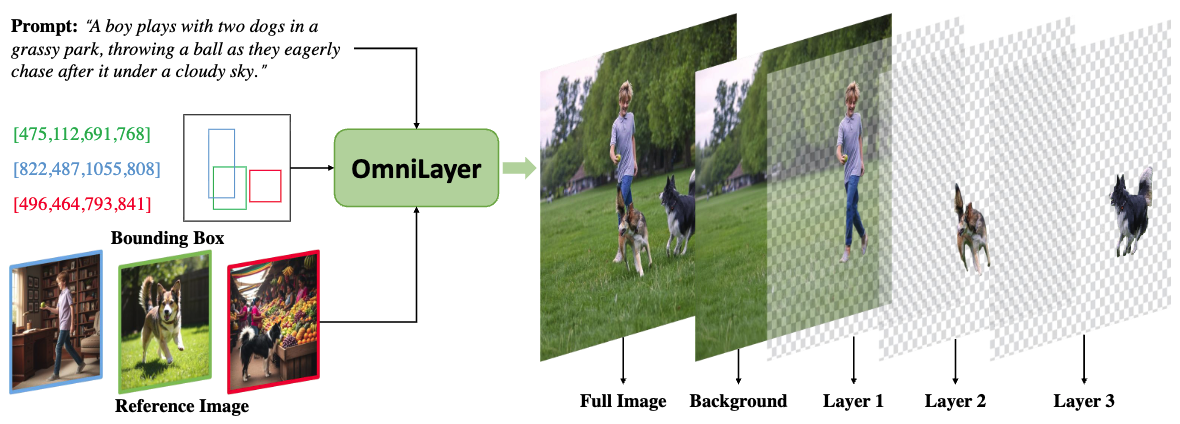 Prompt: "A boy plays with two dogs in a
grassy park, throwing a ball as they eagerly
chase after it under a cloudy sky."
[475,112,691,768]
[822,487,1055,808]
[496,464,793,841]
Bounding Box
Reference Image
OmniLayer
Full Image
Background
Layer 1
Layer 2
Layer 3